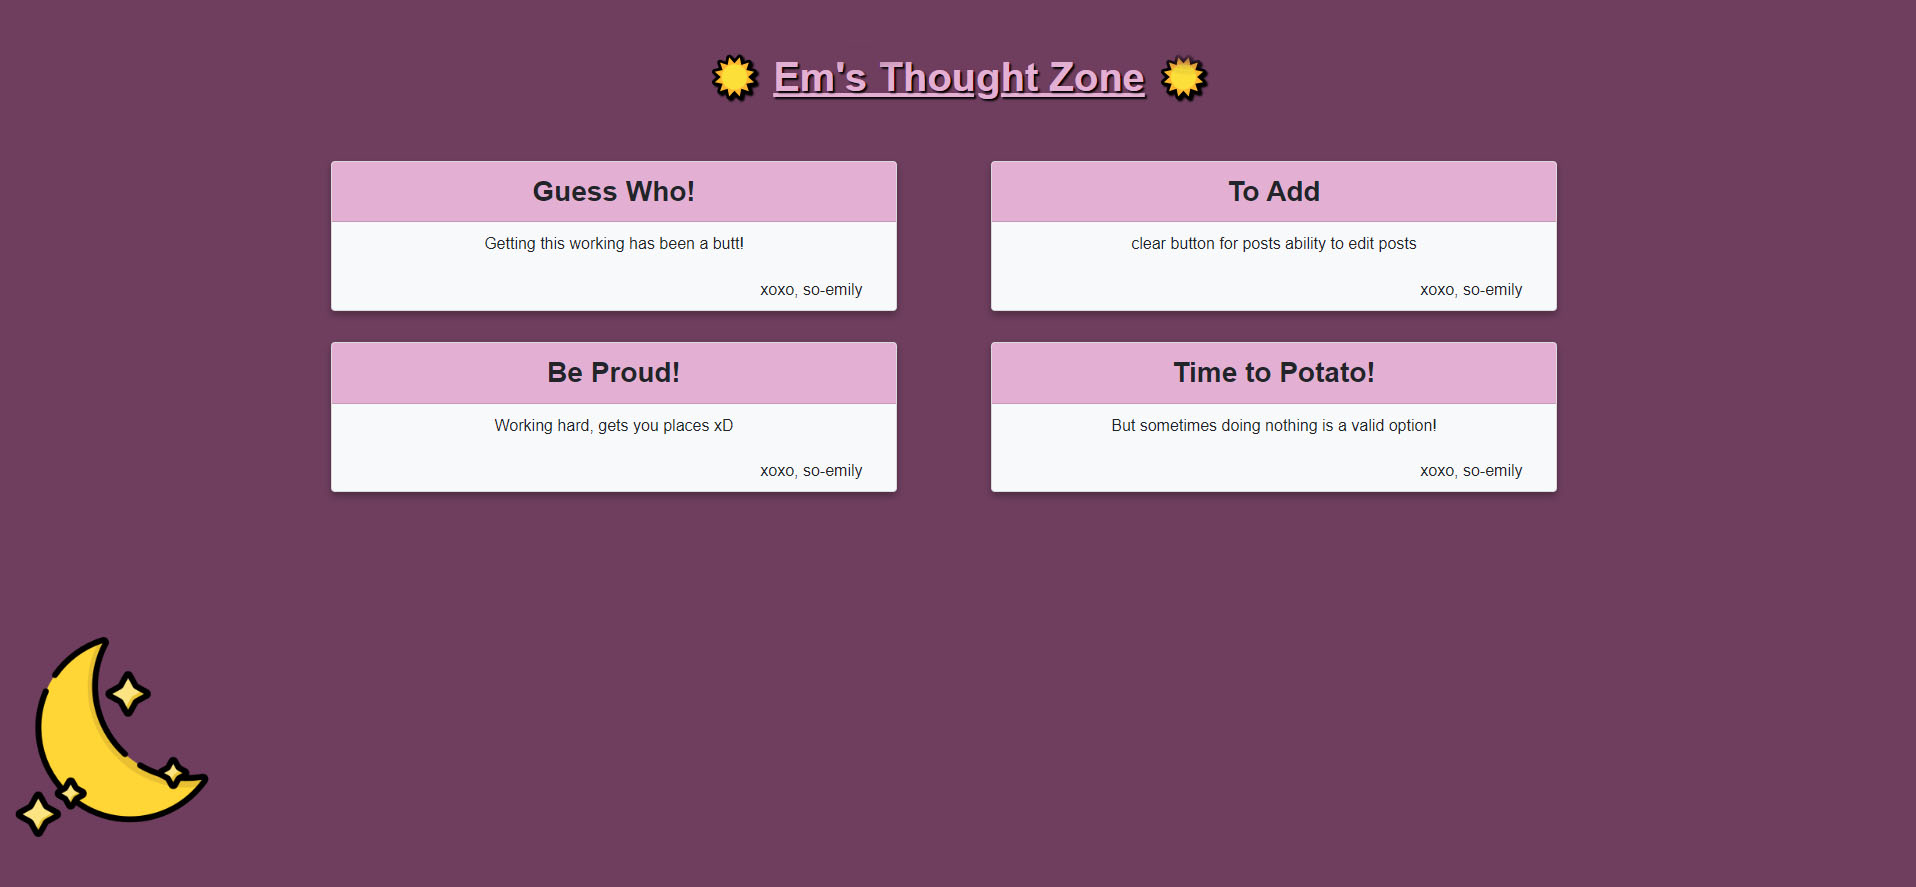 Em's Thought Zone
Guess Who!
Getting this working has been a butt!
xoxo, so-emily
To Add
clear button for posts ability to edit posts
xoxo, so-emily
Be Proud!
Working hard, gets you places xD
xoxo, so-emily
Time to Potato!
But sometimes doing nothing is a valid option!
xoxo, so-emily